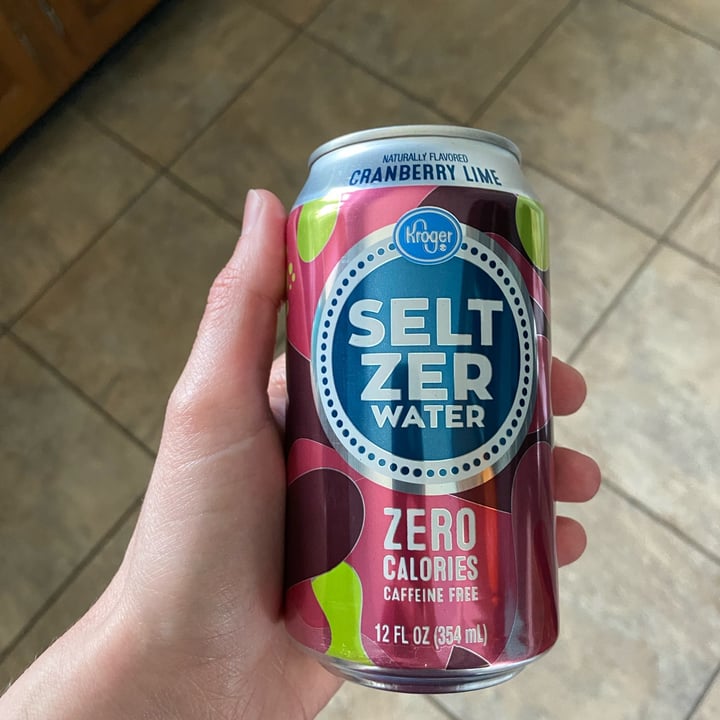 NATURALLY FLAVORED
CRANBERRY LIME
Kroger
SELT
ZER
WATER
ZERO
CALORIES
CAFFEINE FREE
12 FL OZ (354 mL)